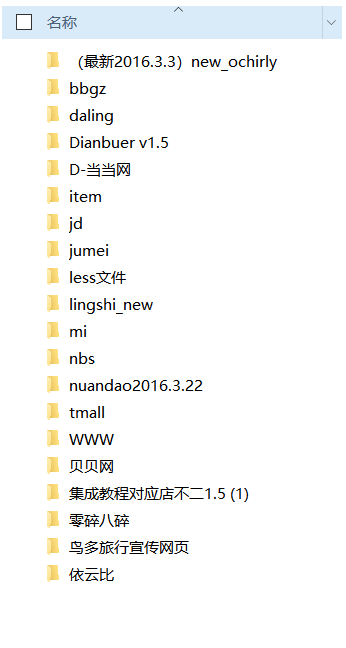 名称
（最新2016.3.3）new_ochirly
bbgz
daling
Dianbuer v1.5
D-当当网
item
jd
jumei
less文件
lingshi_new
mi
nbs
nuandao2016.3.22
tmall
WWW
贝贝网
集成教程对应店不二1.5 (1)
零碎八碎
鸟多旅行宣传网页
依云比